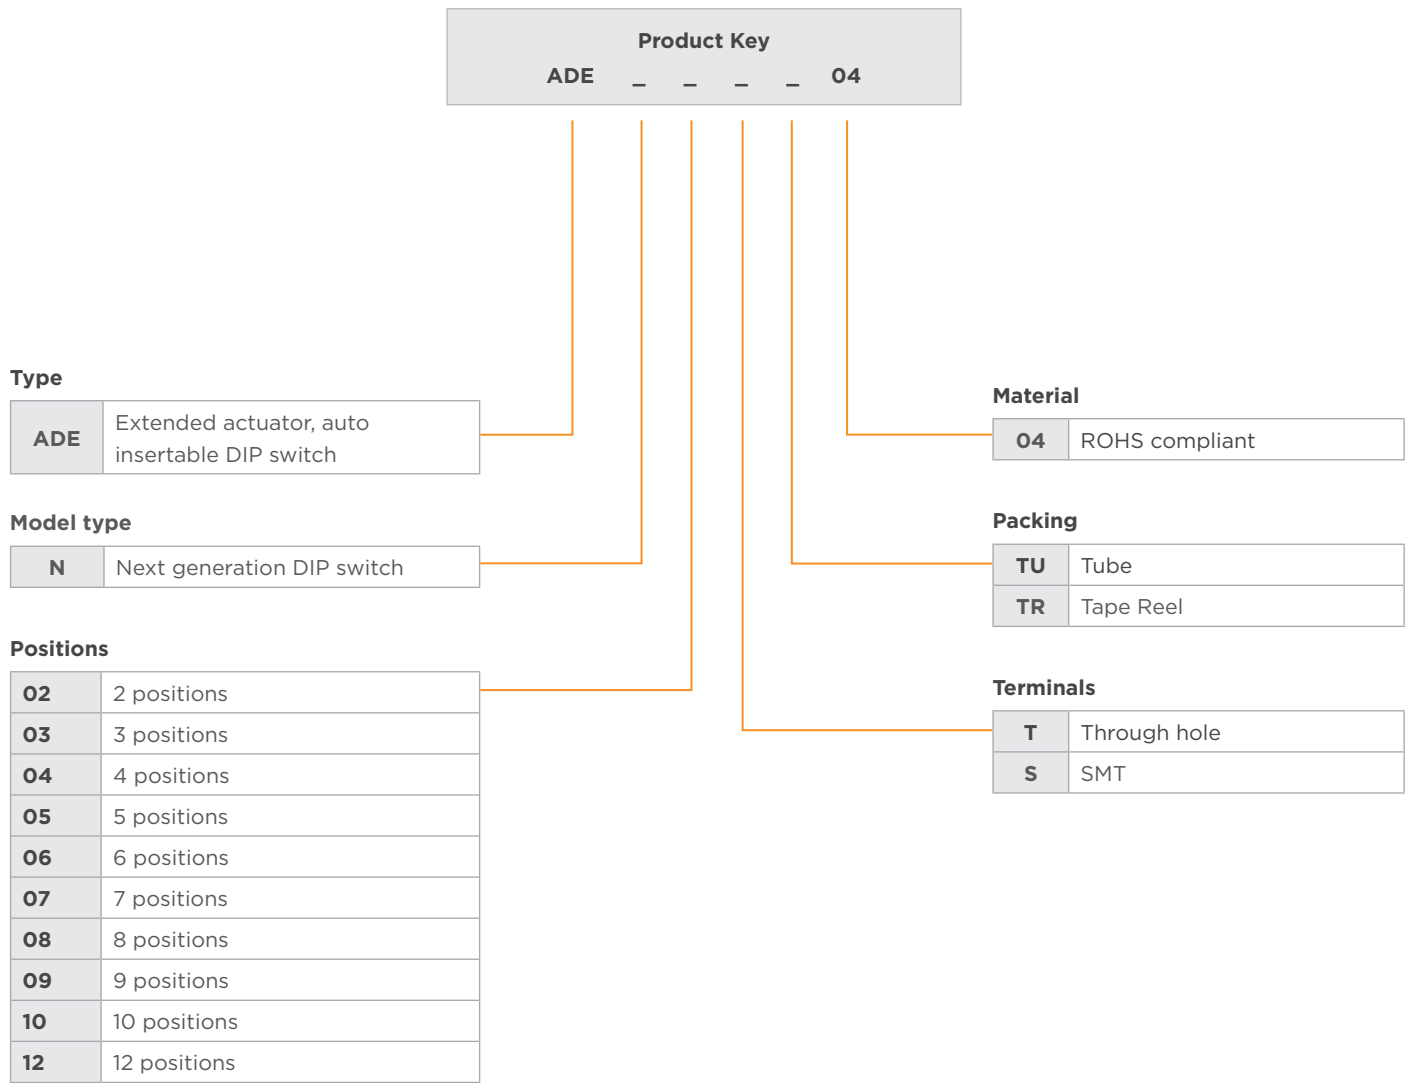 Product Key
ADE _ _ _ _ 04
Type
ADE Extended actuator, auto
insertable DIP switch
Model type
N Next generation DIP switch
Positions
02 2 positions
03 3 positions
04 4 positions
05 5 positions
06 6 positions
07 7 positions
08 8 positions
09 9 positions
10 10 positions
12 12 positions
Material
04 ROHS compliant
Packing
TU Tube
TR Tape Reel
Terminals
T Through hole
S SMT